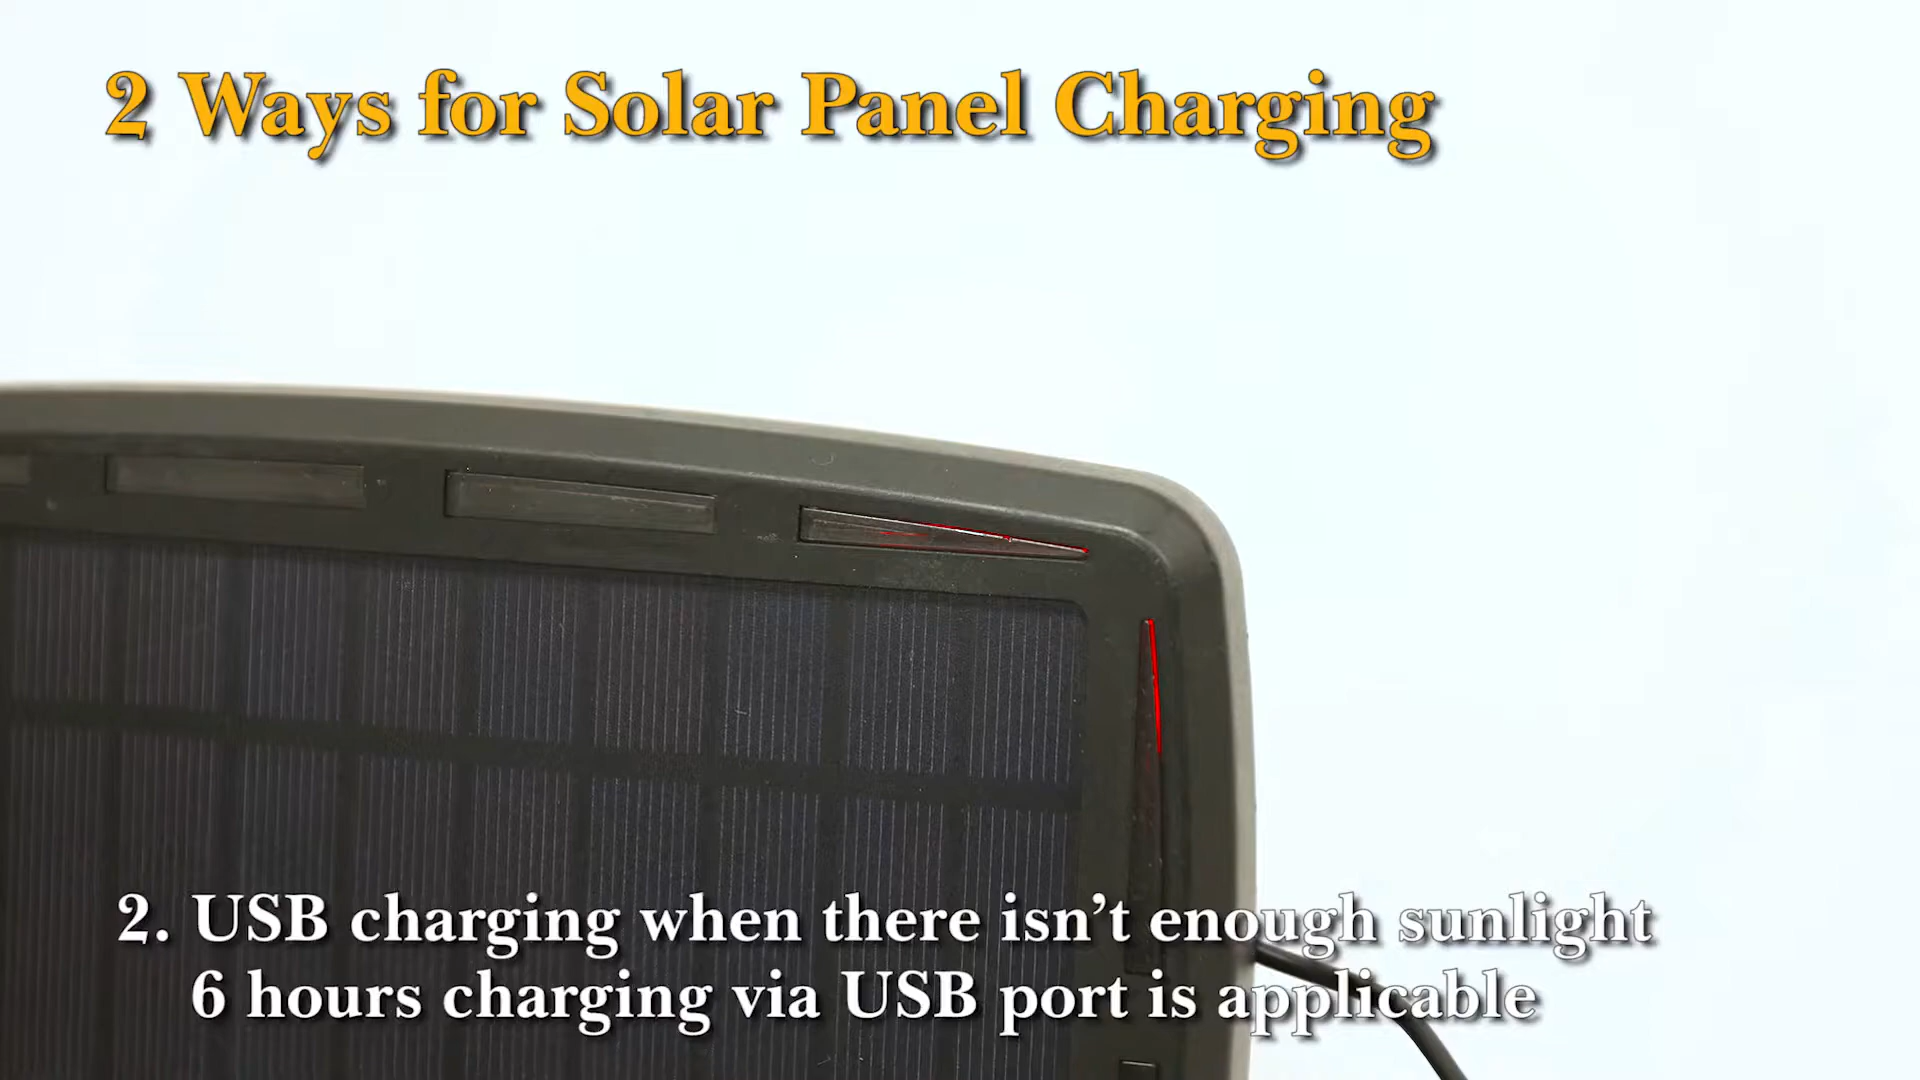 2 Ways for Solar Panel Charging
2. USB charging when there isn't enough sunlight
6 hours charging via USB port is applicable